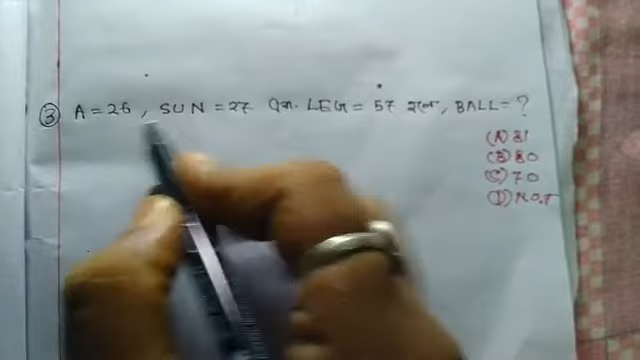 ③ A = 26 , SUN = 27 এবং LEG = 57 হলে, BALL = ?
(A) 81
(B) 80
(C) 70
(D) N.O.T